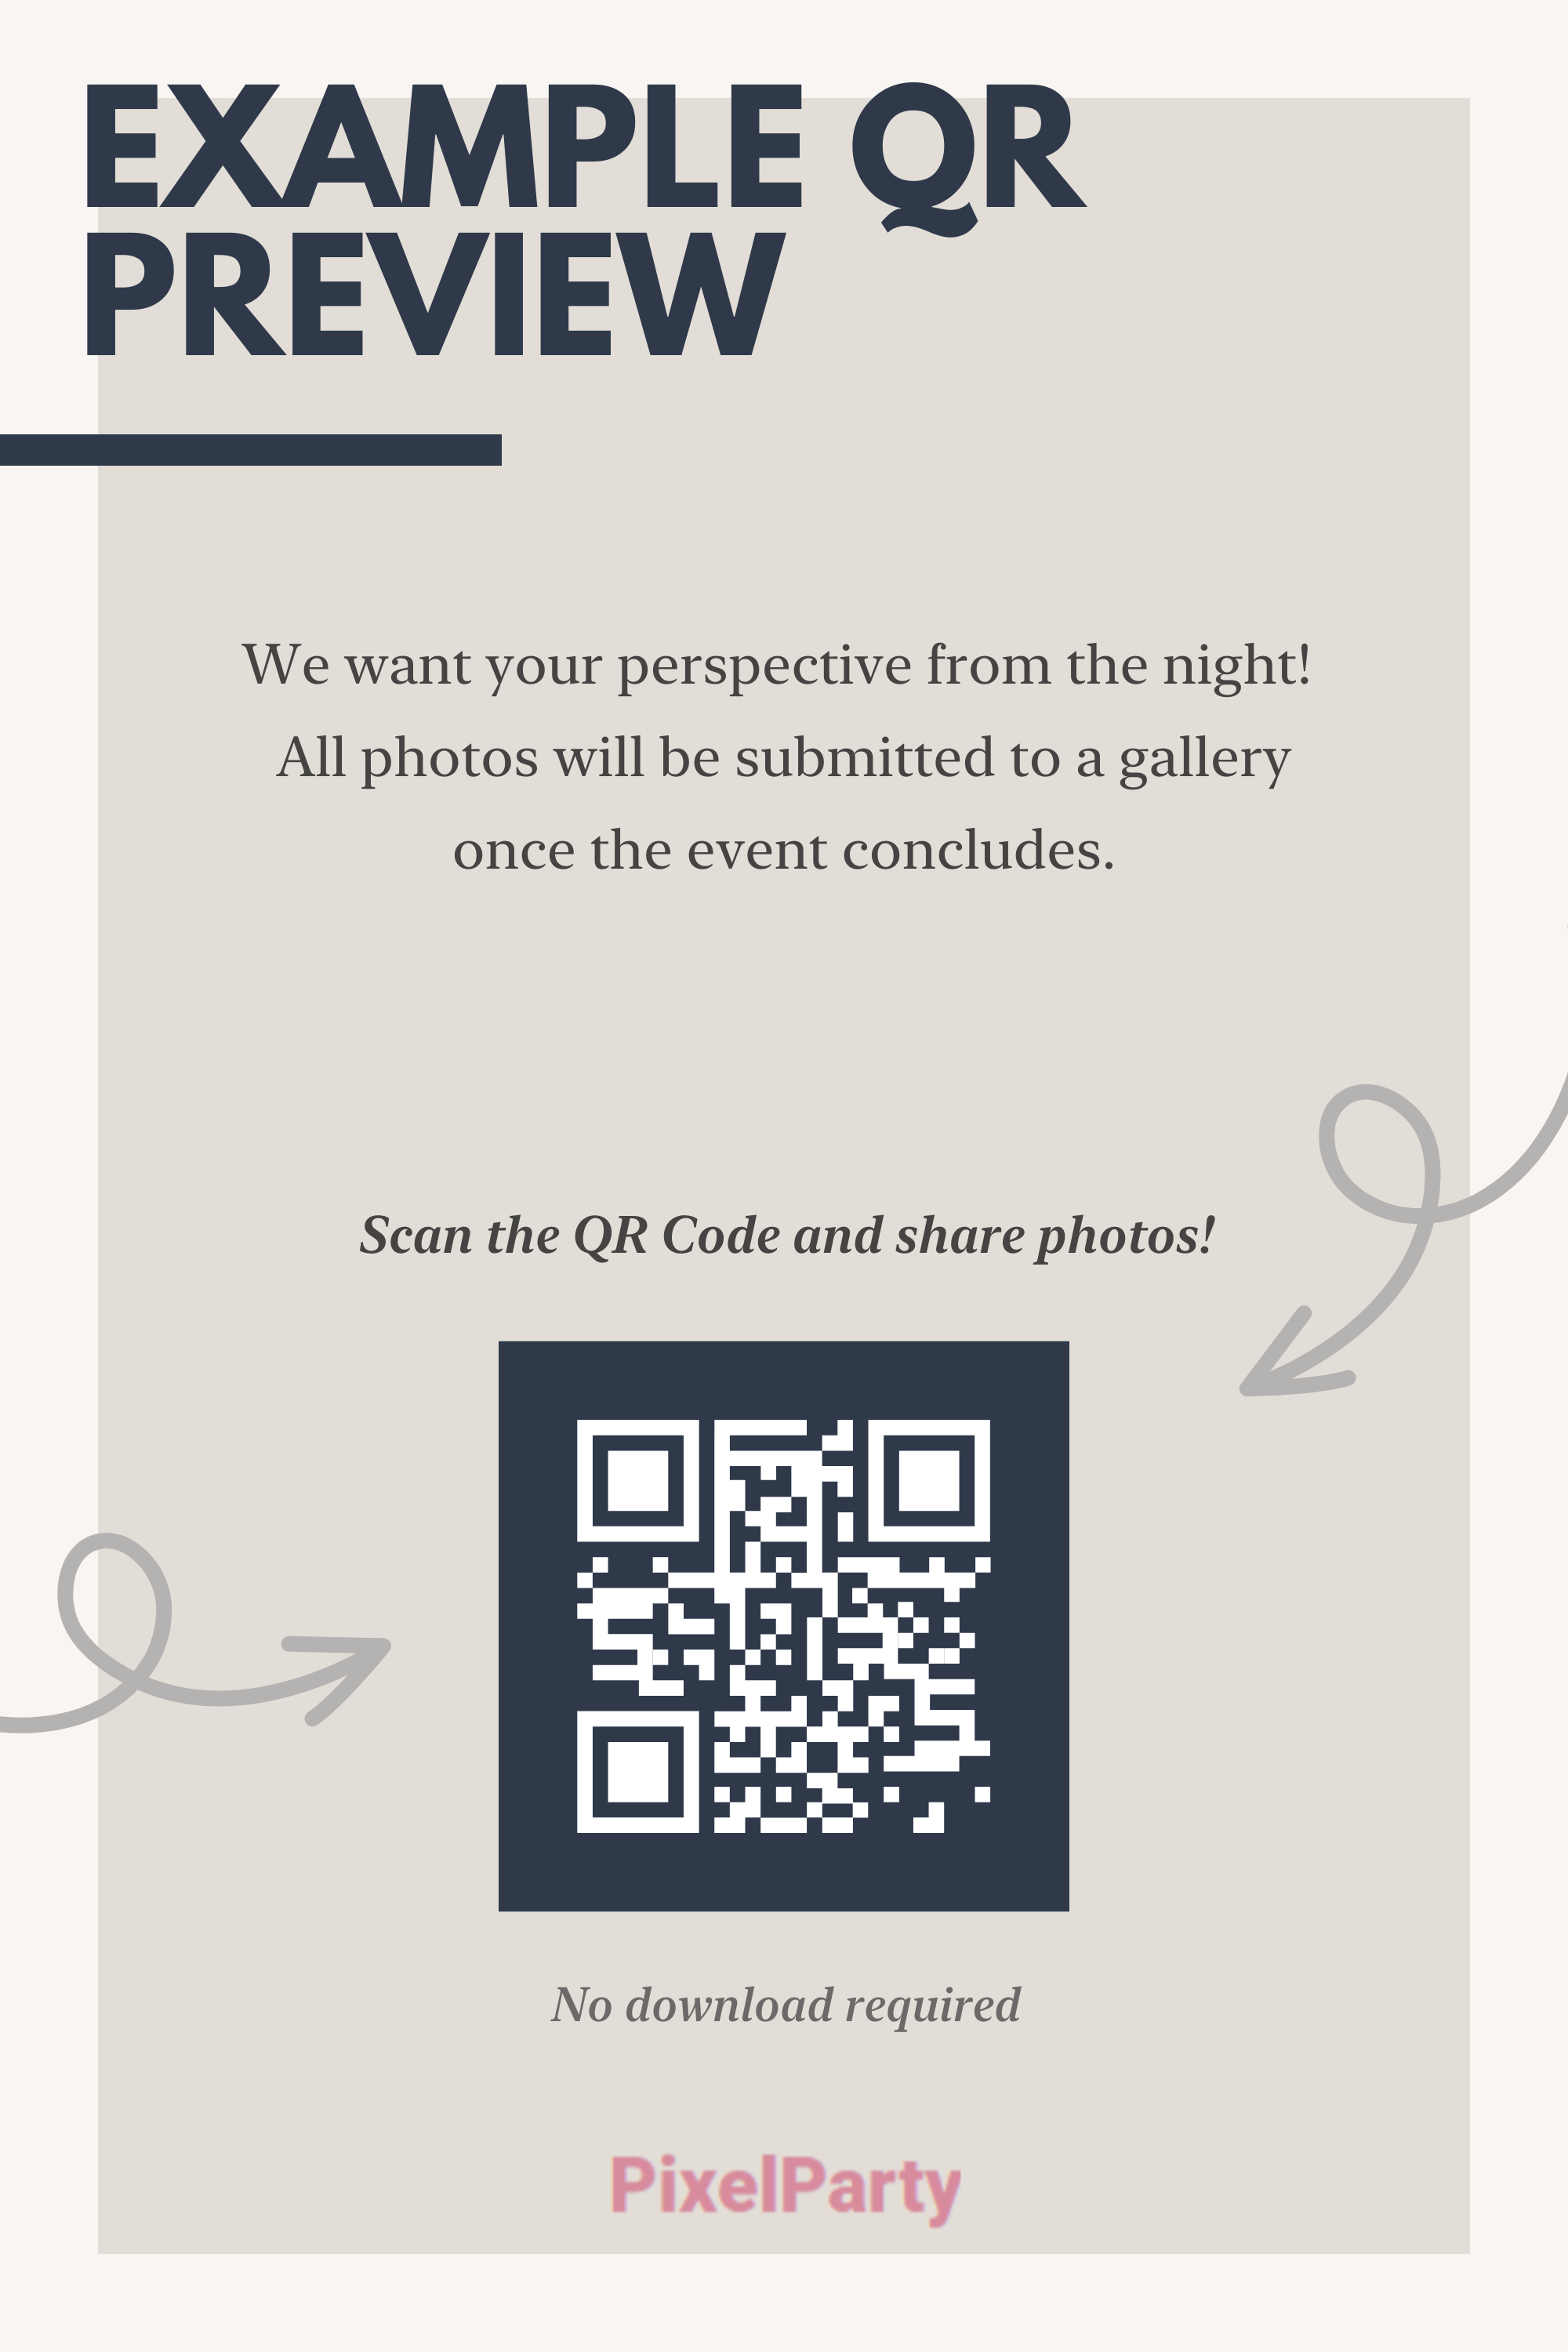 EXAMPLE QR
PREVIEW
We want your perspective from the night!
All photos will be submitted to a gallery
once the event concludes.
Scan the QR Code and share photos!
No download required
PixelParty